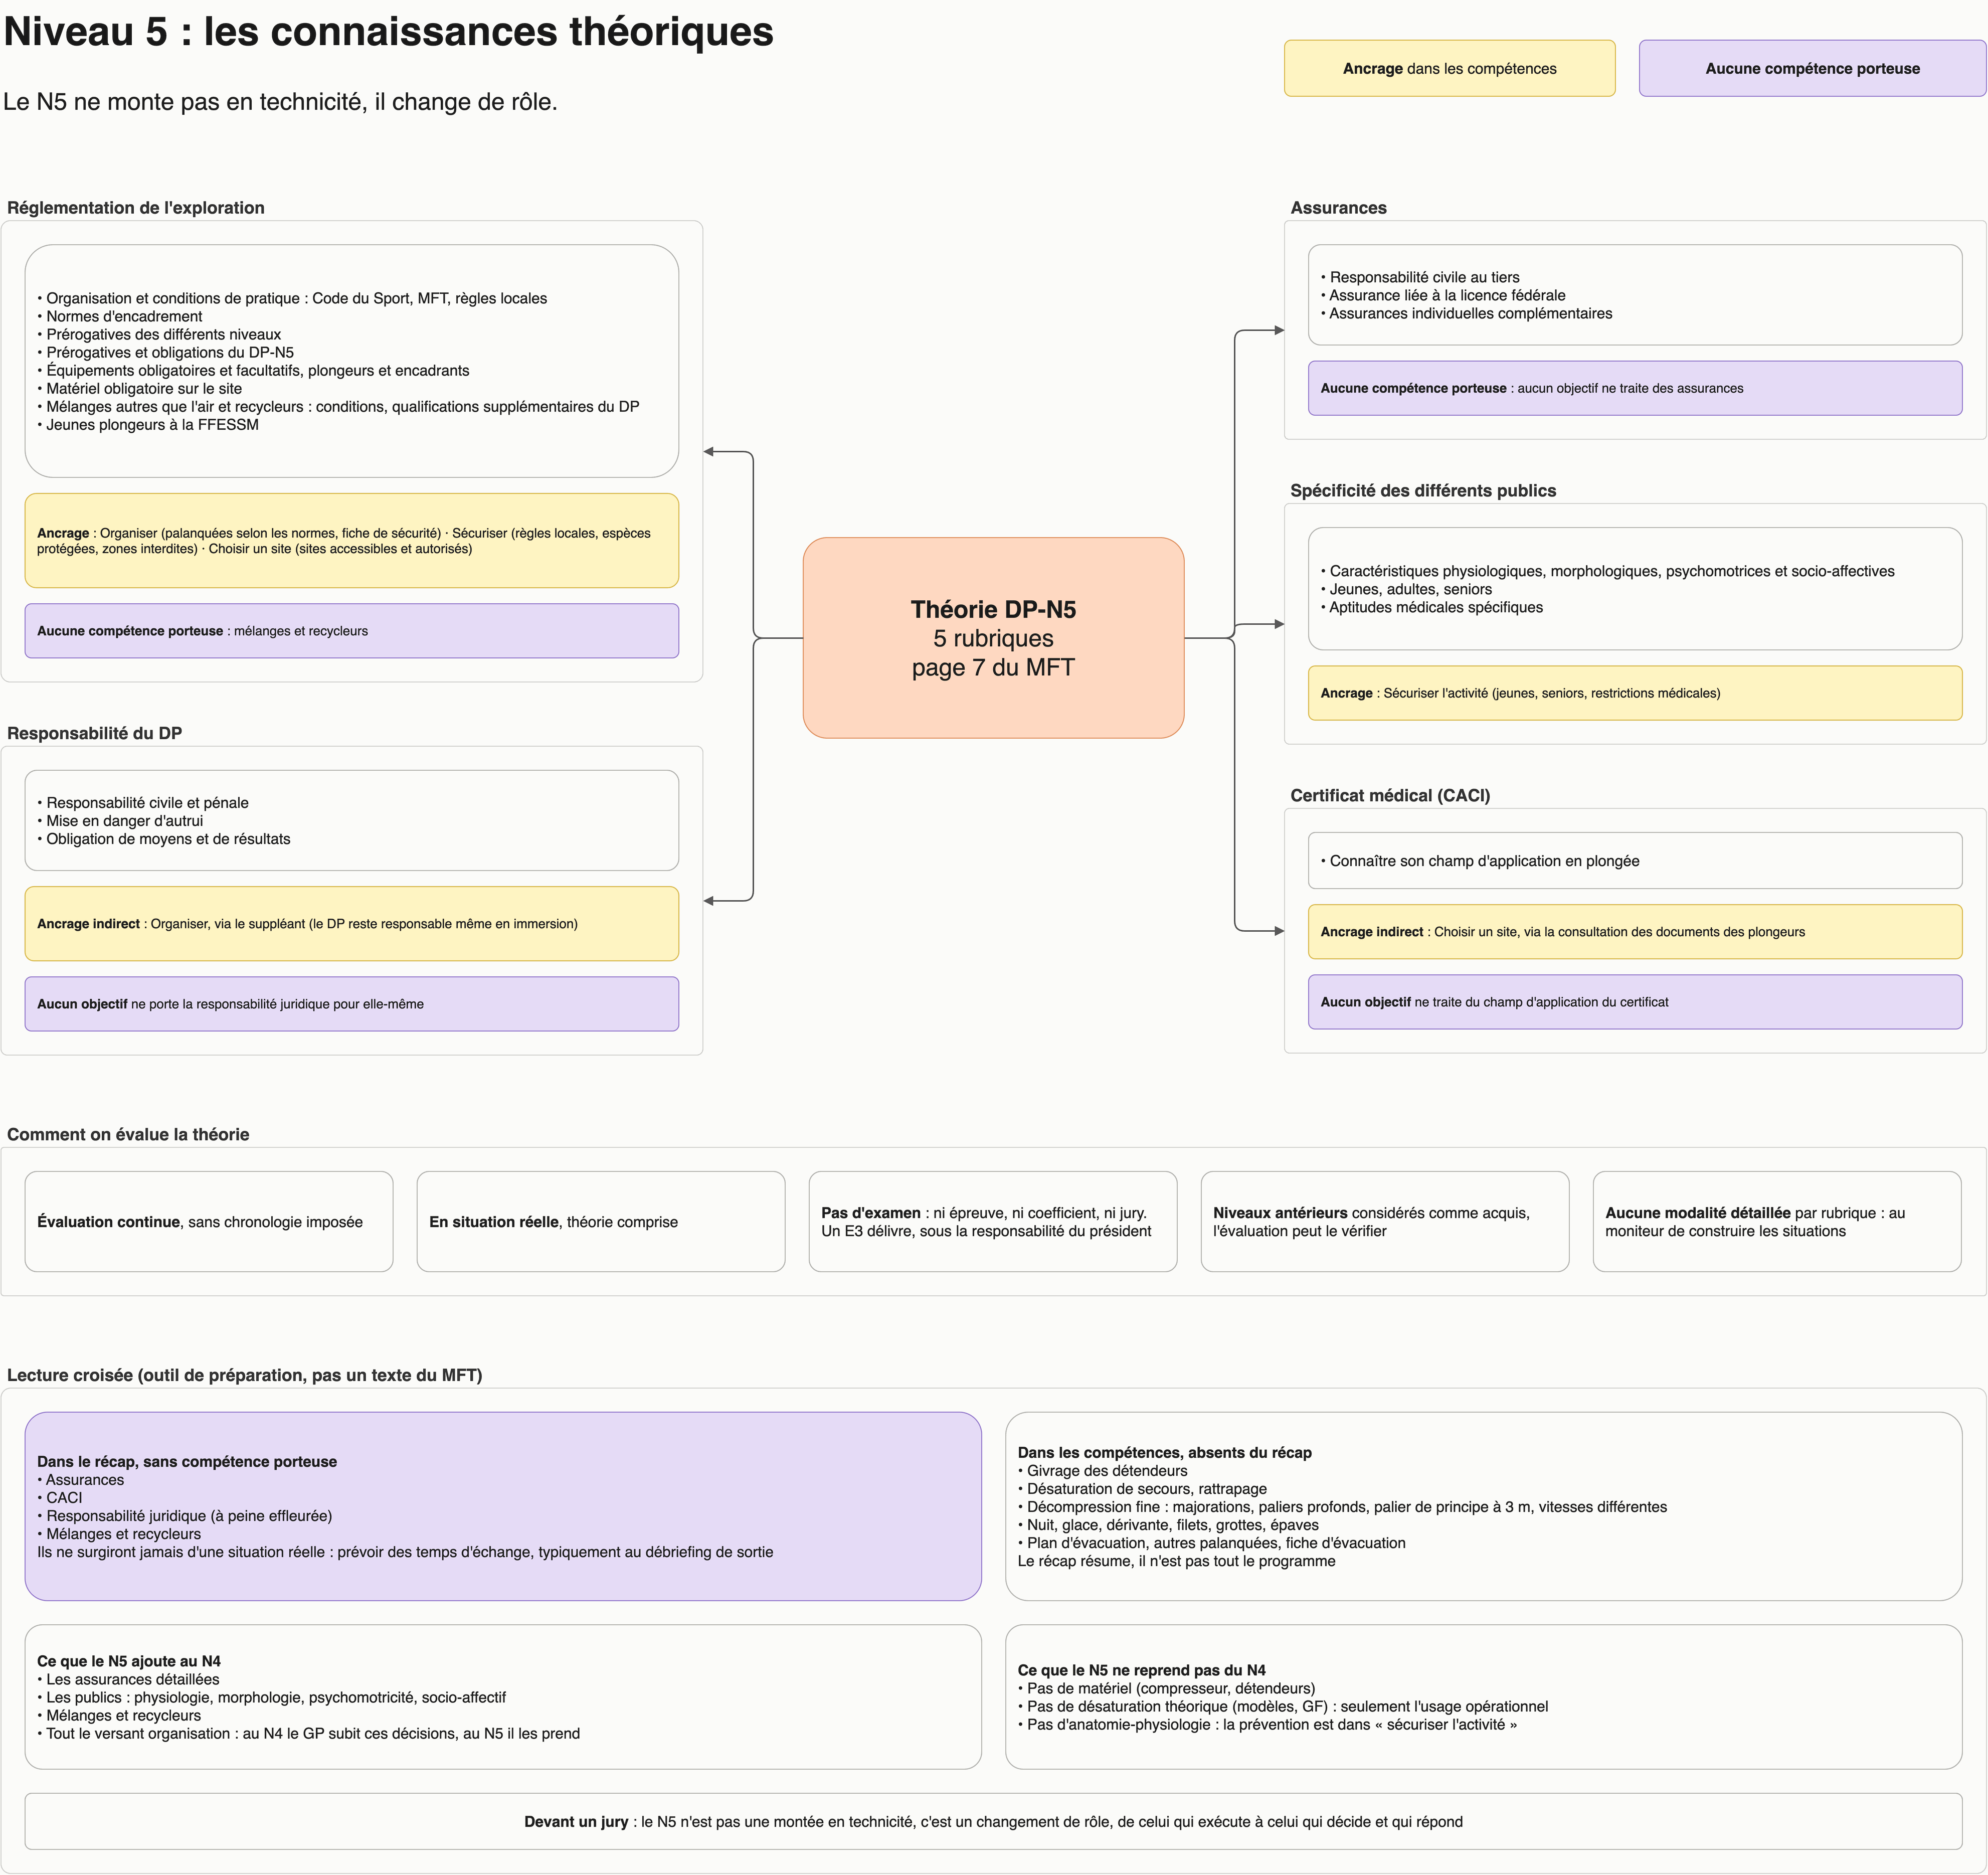 Niveau 5 : les connaissances théoriques
Le N5 ne monte pas en technicité, il change de rôle.
Ancrage dans les compétences
Aucune compétence porteuse
Réglementation de l'exploration
• Organisation et conditions de pratique : Code du Sport, MFT, règles locales
• Normes d'encadrement
• Prérogatives des différents niveaux
• Prérogatives et obligations du DP-N5
• Équipements obligatoires et facultatifs, plongeurs et encadrants
• Matériel obligatoire sur le site
• Mélanges autres que l'air et recycleurs : conditions, qualifications supplémentaires du DP
• Jeunes plongeurs à la FFESSM
Ancrage : Organiser (palanquées selon les normes, fiche de sécurité) · Sécuriser (règles locales, espèces
protégées, zones interdites) · Choisir un site (sites accessibles et autorisés)
Aucune compétence porteuse : mélanges et recycleurs
Responsabilité du DP
• Responsabilité civile et pénale
• Mise en danger d'autrui
• Obligation de moyens et de résultats
Ancrage indirect : Organiser, via le suppléant (le DP reste responsable même en immersion)
Aucun objectif ne porte la responsabilité juridique pour elle-même
Théorie DP-N5
5 rubriques
page 7 du MFT
Assurances
• Responsabilité civile au tiers
• Assurance liée à la licence fédérale
• Assurances individuelles complémentaires
Aucune compétence porteuse : aucun objectif ne traite des assurances
Spécificité des différents publics
• Caractéristiques physiologiques, morphologiques, psychomotrices et socio-affectives
• Jeunes, adultes, seniors
• Aptitudes médicales spécifiques
Ancrage : Sécuriser l'activité (jeunes, seniors, restrictions médicales)
Certificat médical (CACI)
• Connaître son champ d'application en plongée
Ancrage indirect : Choisir un site, via la consultation des documents des plongeurs
Aucun objectif ne traite du champ d'application du certificat
Comment on évalue la théorie
Évaluation continue, sans chronologie imposée
En situation réelle, théorie comprise
Pas d'examen : ni épreuve, ni coefficient, ni jury.
Un E3 délivre, sous la responsabilité du président
Niveaux antérieurs considérés comme acquis,
l'évaluation peut le vérifier
Aucune modalité détaillée par rubrique : au
moniteur de construire les situations
Lecture croisée (outil de préparation, pas un texte du MFT)
Dans le récap, sans compétence porteuse
• Assurances
• CACI
• Responsabilité juridique (à peine effleurée)
• Mélanges et recycleurs
Ils ne surgiront jamais d'une situation réelle : prévoir des temps d'échange, typiquement au débriefing de sortie
Dans les compétences, absents du récap
• Givrage des détendeurs
• Désaturation de secours, rattrapage
• Décompression fine : majorations, paliers profonds, palier de principe à 3 m, vitesses différentes
• Nuit, glace, dérivante, filets, grottes, épaves
• Plan d'évacuation, autres palanquées, fiche d'évacuation
Le récap résume, il n'est pas tout le programme
Ce que le N5 ajoute au N4
• Les assurances détaillées
• Les publics : physiologie, morphologie, psychomotricité, socio-affectif
• Mélanges et recycleurs
• Tout le versant organisation : au N4 le GP subit ces décisions, au N5 il les prend
Ce que le N5 ne reprend pas du N4
• Pas de matériel (compresseur, détendeurs)
• Pas de désaturation théorique (modèles, GF) : seulement l'usage opérationnel
• Pas d'anatomie-physiologie : la prévention est dans « sécuriser l'activité »
Devant un jury : le N5 n'est pas une montée en technicité, c'est un changement de rôle, de celui qui exécute à celui qui décide et qui répond